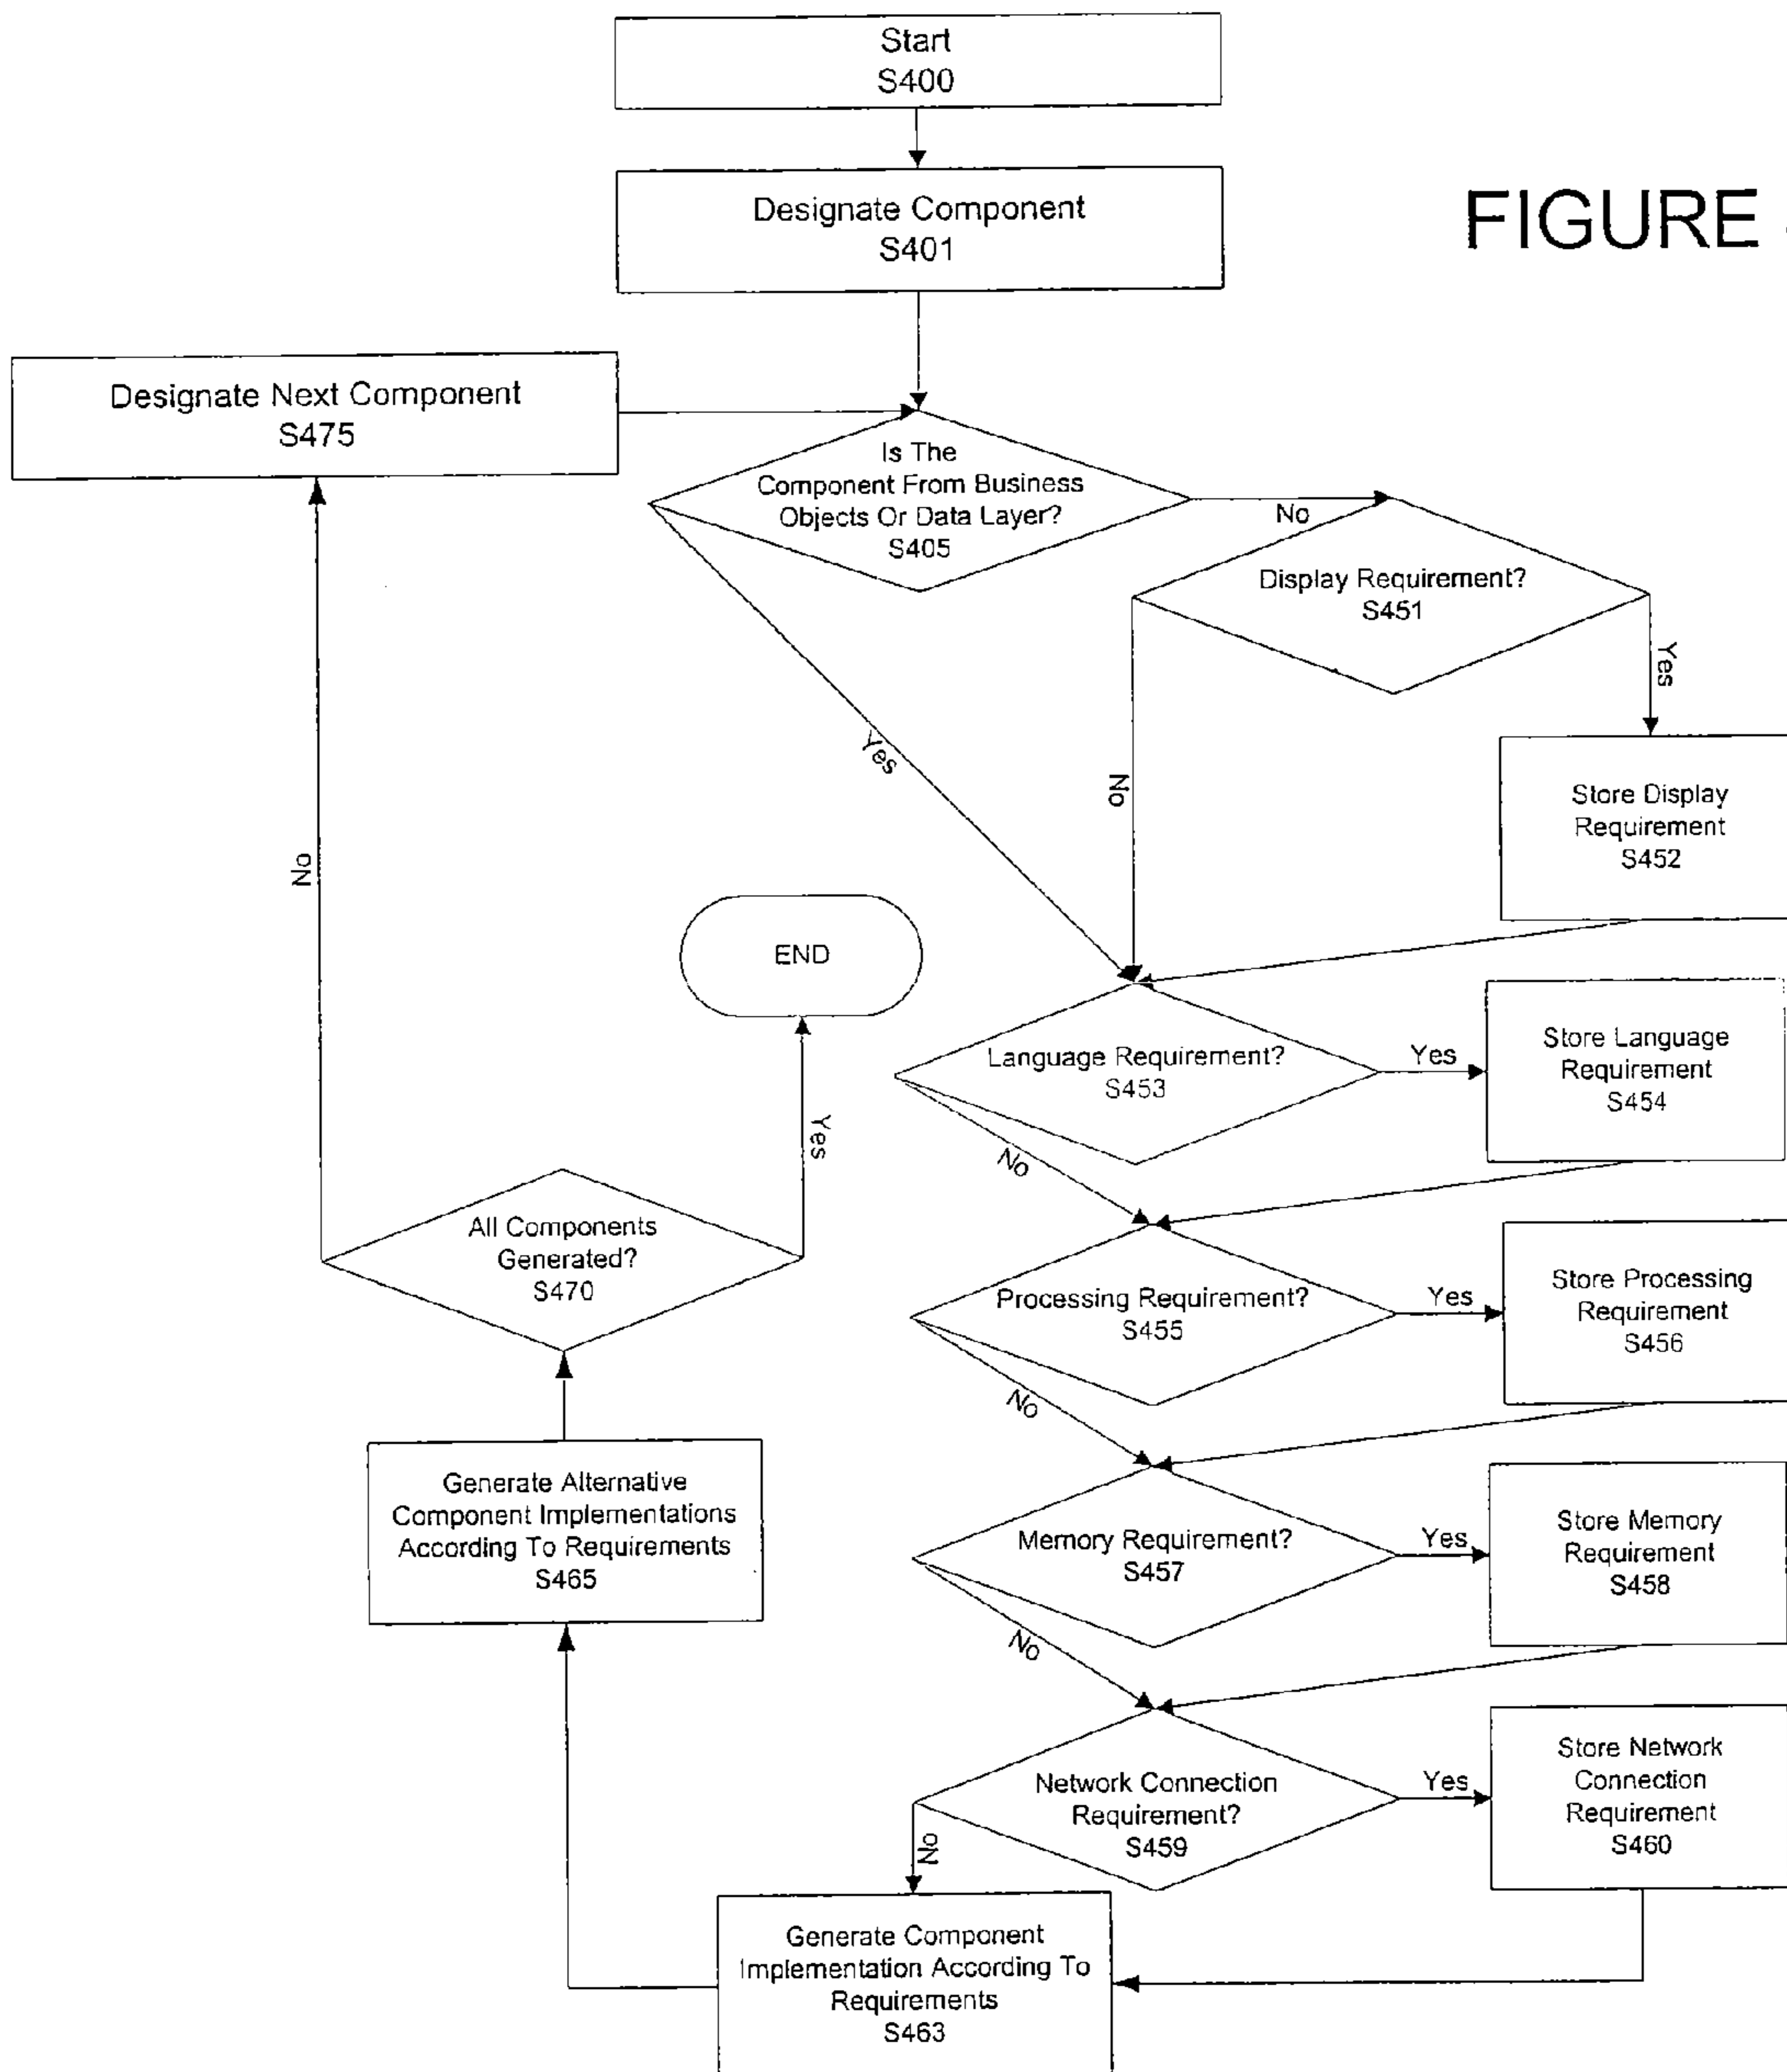 Start
S400
Designate Component
S401
FIGURE
Designate Next Component
S475
Is The
Component From Business
Objects Or Data Layer?
S405
No
Display Requirement?
S451
Yes
Yes
No
Store Display
Requirement
S452
No
END
Language Requirement?
S453
Yes
Store Language
Requirement
S454
Yes
No
All Components
Generated?
S470
Processing Requirement?
S455
Yes
Store Processing
Requirement
S456
No
Generate Alternative
Component Implementations
According To Requirements
S465
Memory Requirement?
S457
Yes
Store Memory
Requirement
S458
No
Network Connection
Requirement?
S459
Yes
Store Network
Connection
Requirement
S460
No
Generate Component
Implementation According To
Requirements
S463